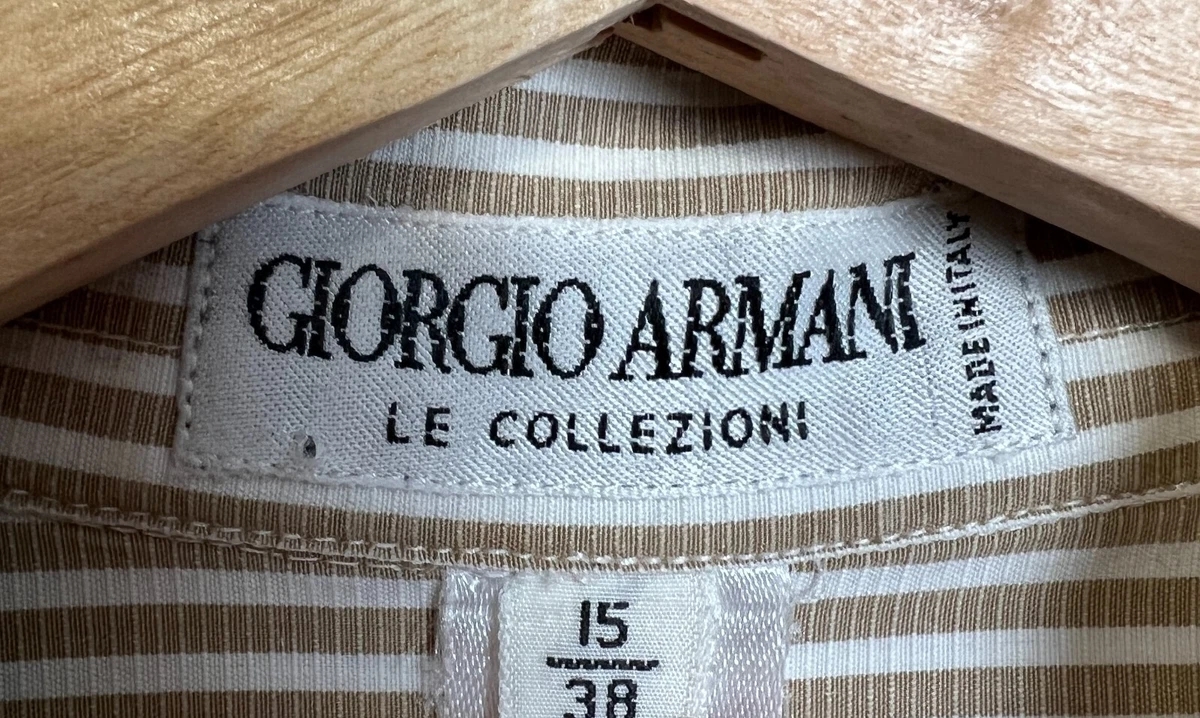 GIORGIO ARMANI
LE COLLEZIONI
MADE IN ITALY
15
38